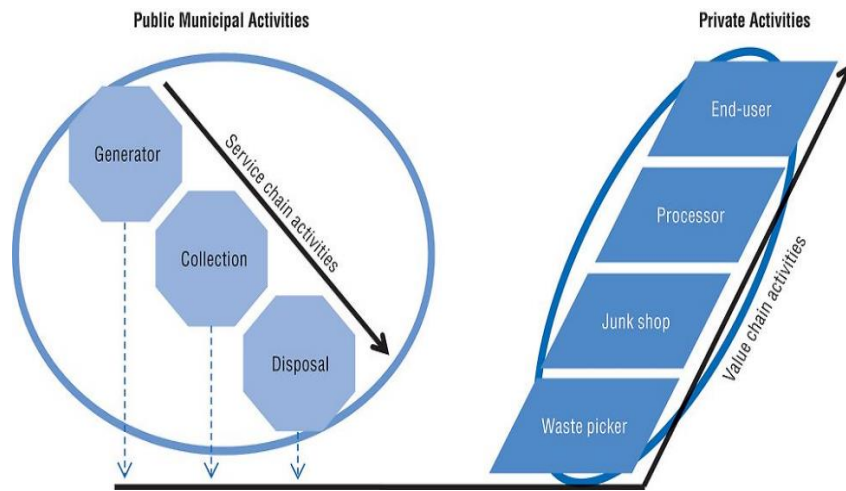 Public Municipal Activities
Private Activities
Generator
Collection
Disposal
Service chain activities
End-user
Processor
Junk shop
Waste picker
Value chain activities